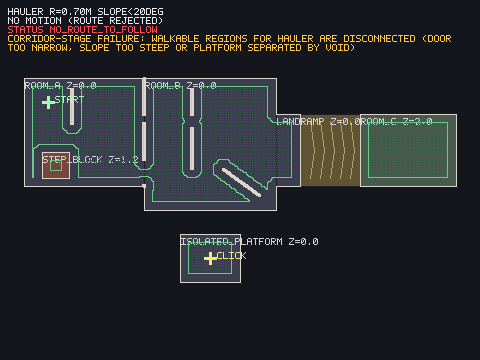 HAULER R=0.70M SLOPE<20DEG
NO MOTION (ROUTE REJECTED)
STATUS NO_ROUTE_TO_FOLLOW
CORRIDOR-STAGE FAILURE: WALKABLE REGIONS FOR HAULER ARE DISCONNECTED (DOOR
TOO NARROW, SLOPE TOO STEEP OR PLATFORM SEPARATED BY VOID)
ROOM_A Z=0.0
ROOM_B Z=0.0
START
LANDRAMP Z=0.0
ROOM_C Z=2.0
STEP_BLOCK Z=1.2
ISOLATED_PLATFORM Z=0.0
CLICK